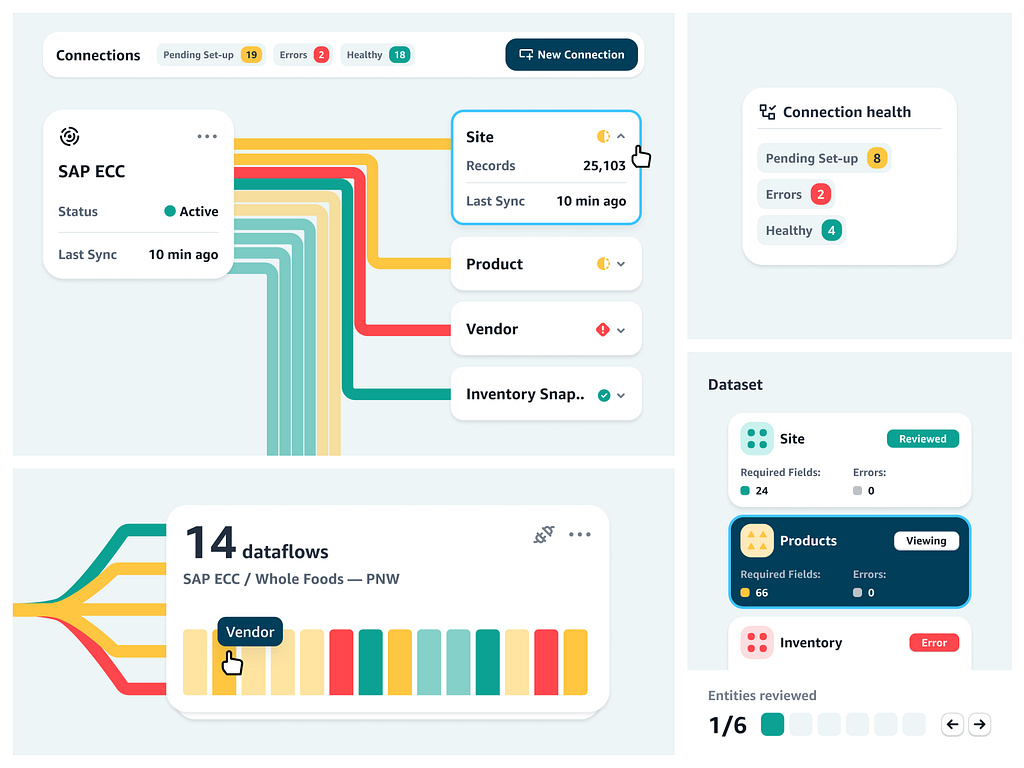 Connections
Pending Set-up 19
Errors 2
Healthy 18
New Connection
SAP ECC
Status Active
Last Sync 10 min ago
Site
Records 25,103
Last Sync 10 min ago
Product
Vendor
Inventory Snap..
Connection health
Pending Set-up 8
Errors 2
Healthy 4
14 dataflows
SAP ECC / Whole Foods — PNW
Vendor
Dataset
Site Reviewed
Required Fields: Errors:
24 0
Products Viewing
Required Fields: Errors:
66 0
Inventory Error
Entities reviewed
1/6